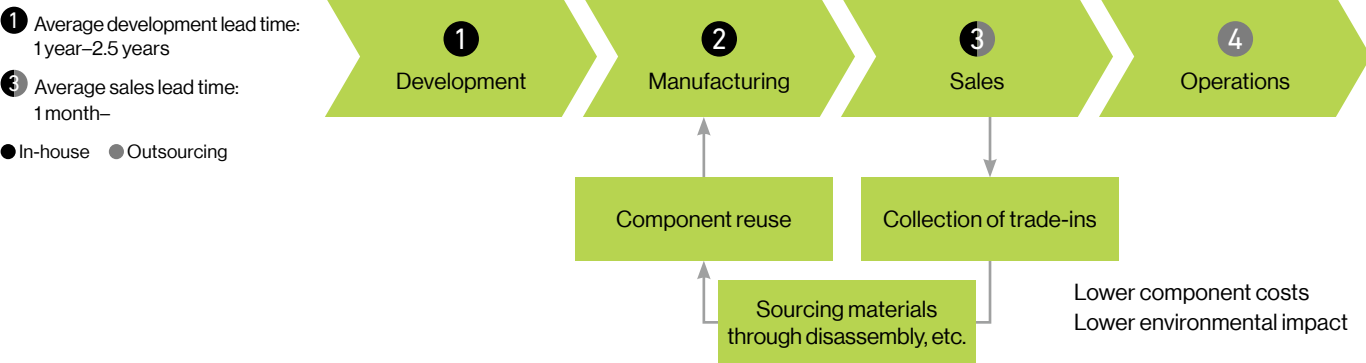 1 Average development lead time:
1 year–2.5 years
3 Average sales lead time:
1 month–
In-house Outsourcing
1
Development
2
Manufacturing
3
Sales
4
Operations
Component reuse
Collection of trade-ins
Sourcing materials
through disassembly, etc.
Lower component costs
Lower environmental impact